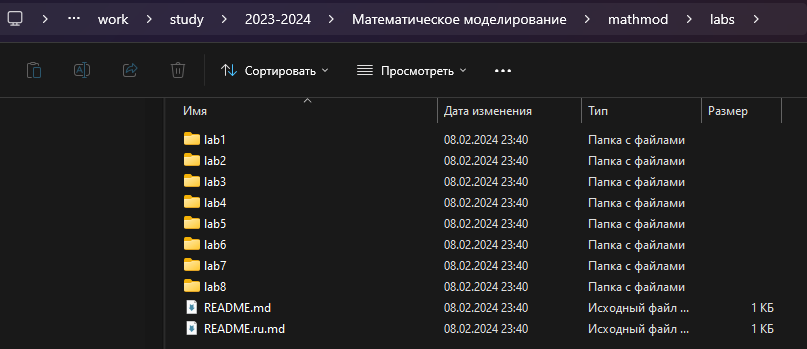 ··· work > study > 2023-2024 > Математическое моделирование > mathmod > labs >
Сортировать Просмотреть ···
Имя Дата изменения Тип Размер
lab1 08.02.2024 23:40 Папка с файлами
lab2 08.02.2024 23:40 Папка с файлами
lab3 08.02.2024 23:40 Папка с файлами
lab4 08.02.2024 23:40 Папка с файлами
lab5 08.02.2024 23:40 Папка с файлами
lab6 08.02.2024 23:40 Папка с файлами
lab7 08.02.2024 23:40 Папка с файлами
lab8 08.02.2024 23:40 Папка с файлами
README.md 08.02.2024 23:40 Исходный файл ... 1 КБ
README.ru.md 08.02.2024 23:40 Исходный файл ... 1 КБ